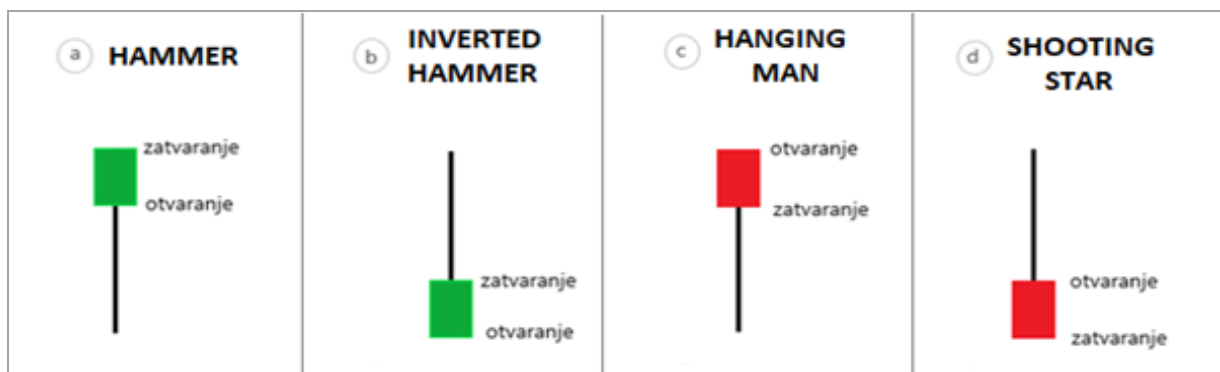 a
HAMMER
zatvaranje
otvaranje
b
INVERTED
HAMMER
zatvaranje
otvaranje
c
HANGING
MAN
otvaranje
zatvaranje
d
SHOOTING
STAR
otvaranje
zatvaranje